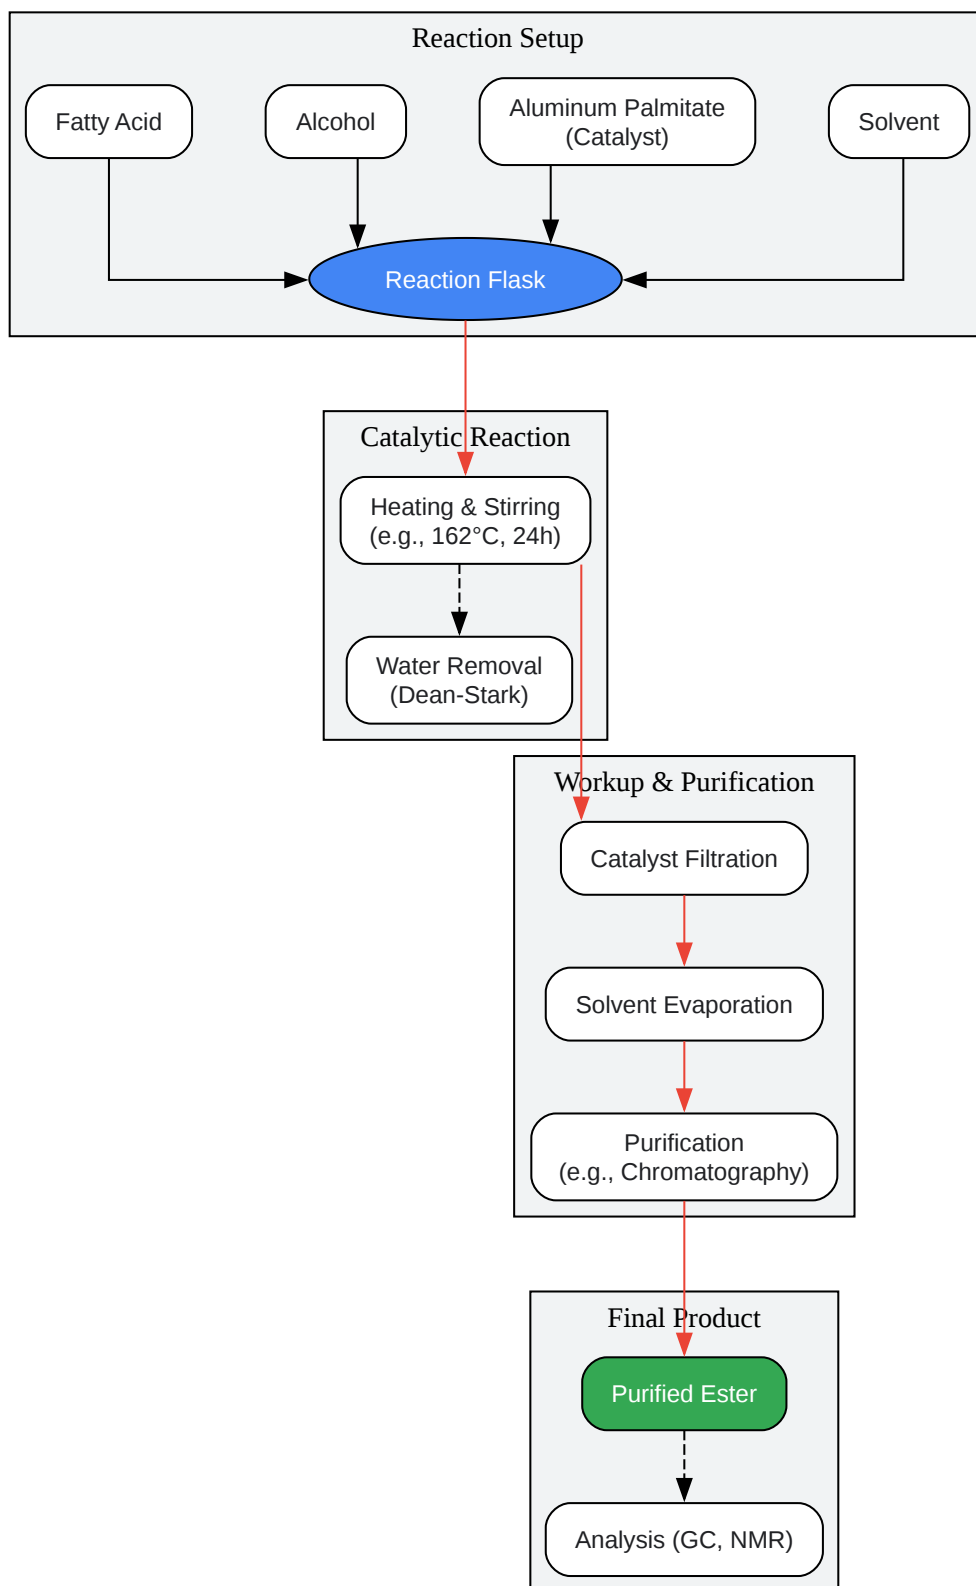 Reaction Setup
Fatty Acid
Alcohol
Aluminum Palmitate
(Catalyst)
Solvent
Reaction Flask
Catalytic Reaction
Heating & Stirring
(e.g., 162°C, 24h)
Water Removal
(Dean-Stark)
Workup & Purification
Catalyst Filtration
Solvent Evaporation
Purification
(e.g., Chromatography)
Final Product
Purified Ester
Analysis (GC, NMR)